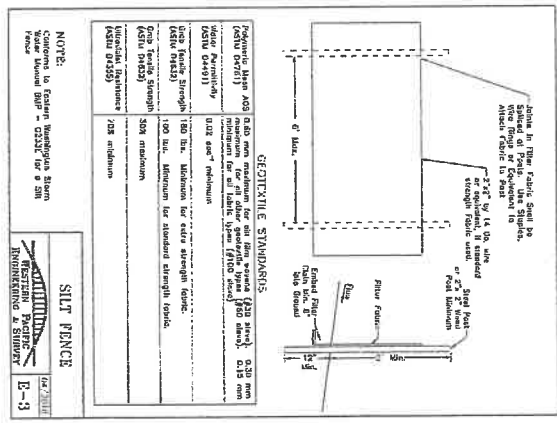 Joints In Filter Fabric Shall be
Spliced at Posts. Use Staples,
Wire Rings or Equivalent to
Attach Fabric to Post
2"x2" by 14 Ga. wire
or equivalent, if standard
strength Fabric used.
6' Max.
Steel Post
or 2"x 2" Wood
Post Minimum
Filter Fabric
Flow
Embed Filter
Fabric Min. 8"
Into Ground
Min.
12"
Min.
GEOTEXTILE STANDARDS
Polymeric Mesh AOS
(ASTM D4751)
0.60 mm maximum for slit film wovens (#30 sieve). 0.30 mm
maximum for all other geotextile types (#50 sieve). 0.15 mm
minimum for all fabric types (#100 sieve)
Water Permittivity
(ASTM D4491)
0.02 sec⁻¹ minimum
Grab Tensile Strength
(ASTM D4632)
180 lbs. Minimum for extra strength fabric.
100 lbs. Minimum for standard strength fabric.
Grab Tensile Strength
(ASTM D4632)
30% maximum
Ultraviolet Resistance
(ASTM D4355)
70% minimum
NOTE:
Conforms to Eastern Washington Storm
Water Manual BMP - C233E for a Silt
Fence
SILT FENCE
WESTERN PACIFIC
ENGINEERING & SURVEY
E-3